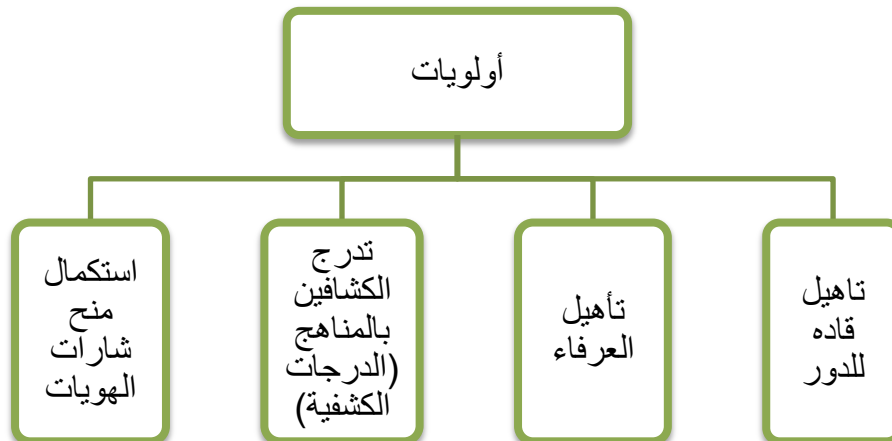 أولويات
تاهيل
قاده
للدور
تأهيل
العرفاء
تدرج
الكشافين
بالمناهج
(الدرجات
الكشفية)
استكمال
منح
شارات
الهويات